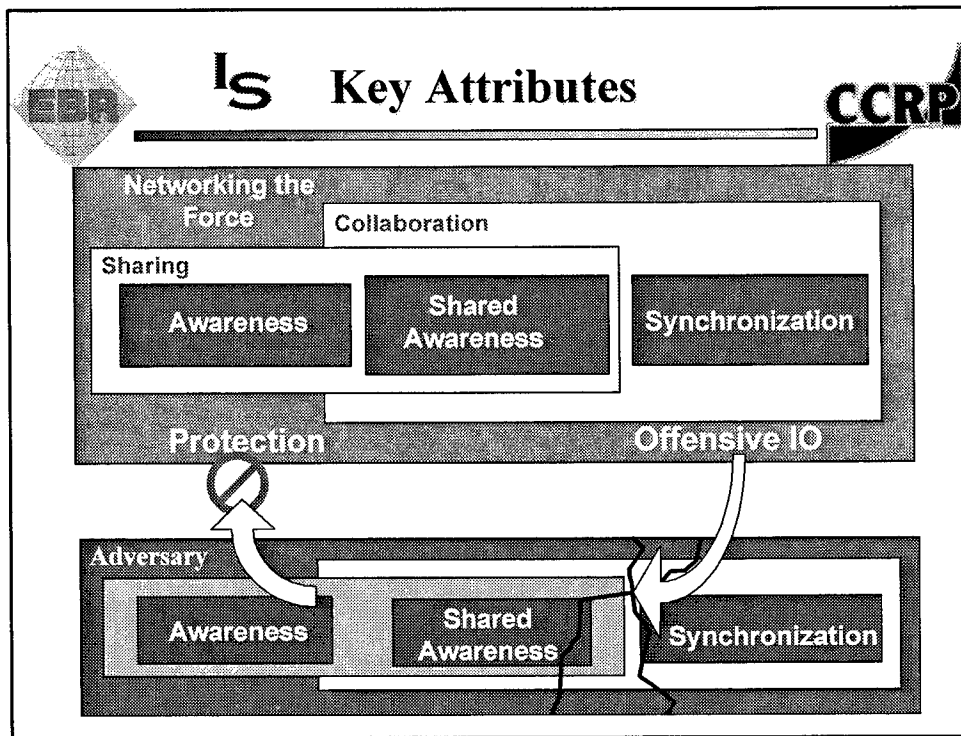 EBR
IS Key Attributes
CCRP
Networking the
Force
Collaboration
Sharing
Awareness
Shared
Awareness
Synchronization
Protection
Offensive IO
Adversary
Awareness
Shared
Awareness
Synchronization